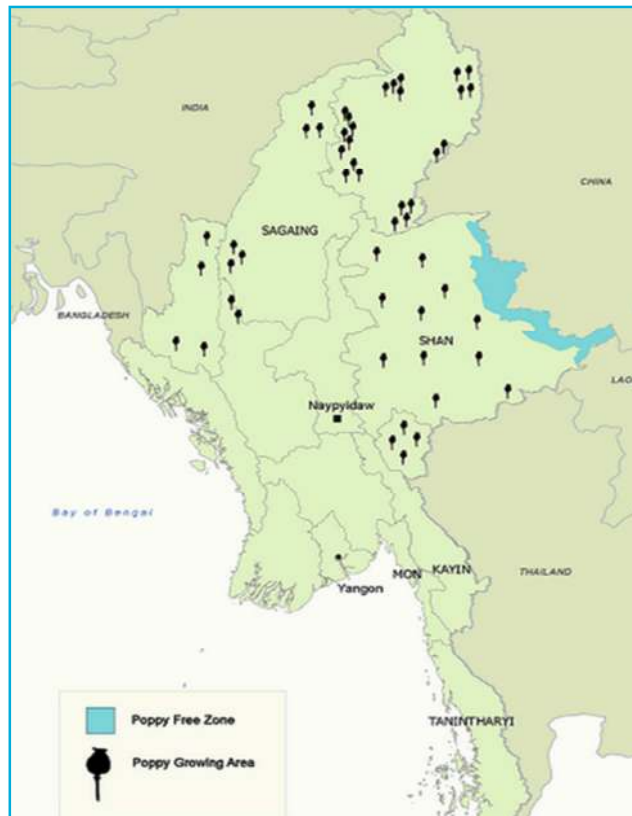 INDIA
CHINA
SAGAING
BANGLADESH
SHAN
LAO
Naypyidaw
Bay of Bengal
THAILAND
MON
KAYIN
Yangon
TANINTHARYI
Poppy Free Zone
Poppy Growing Area